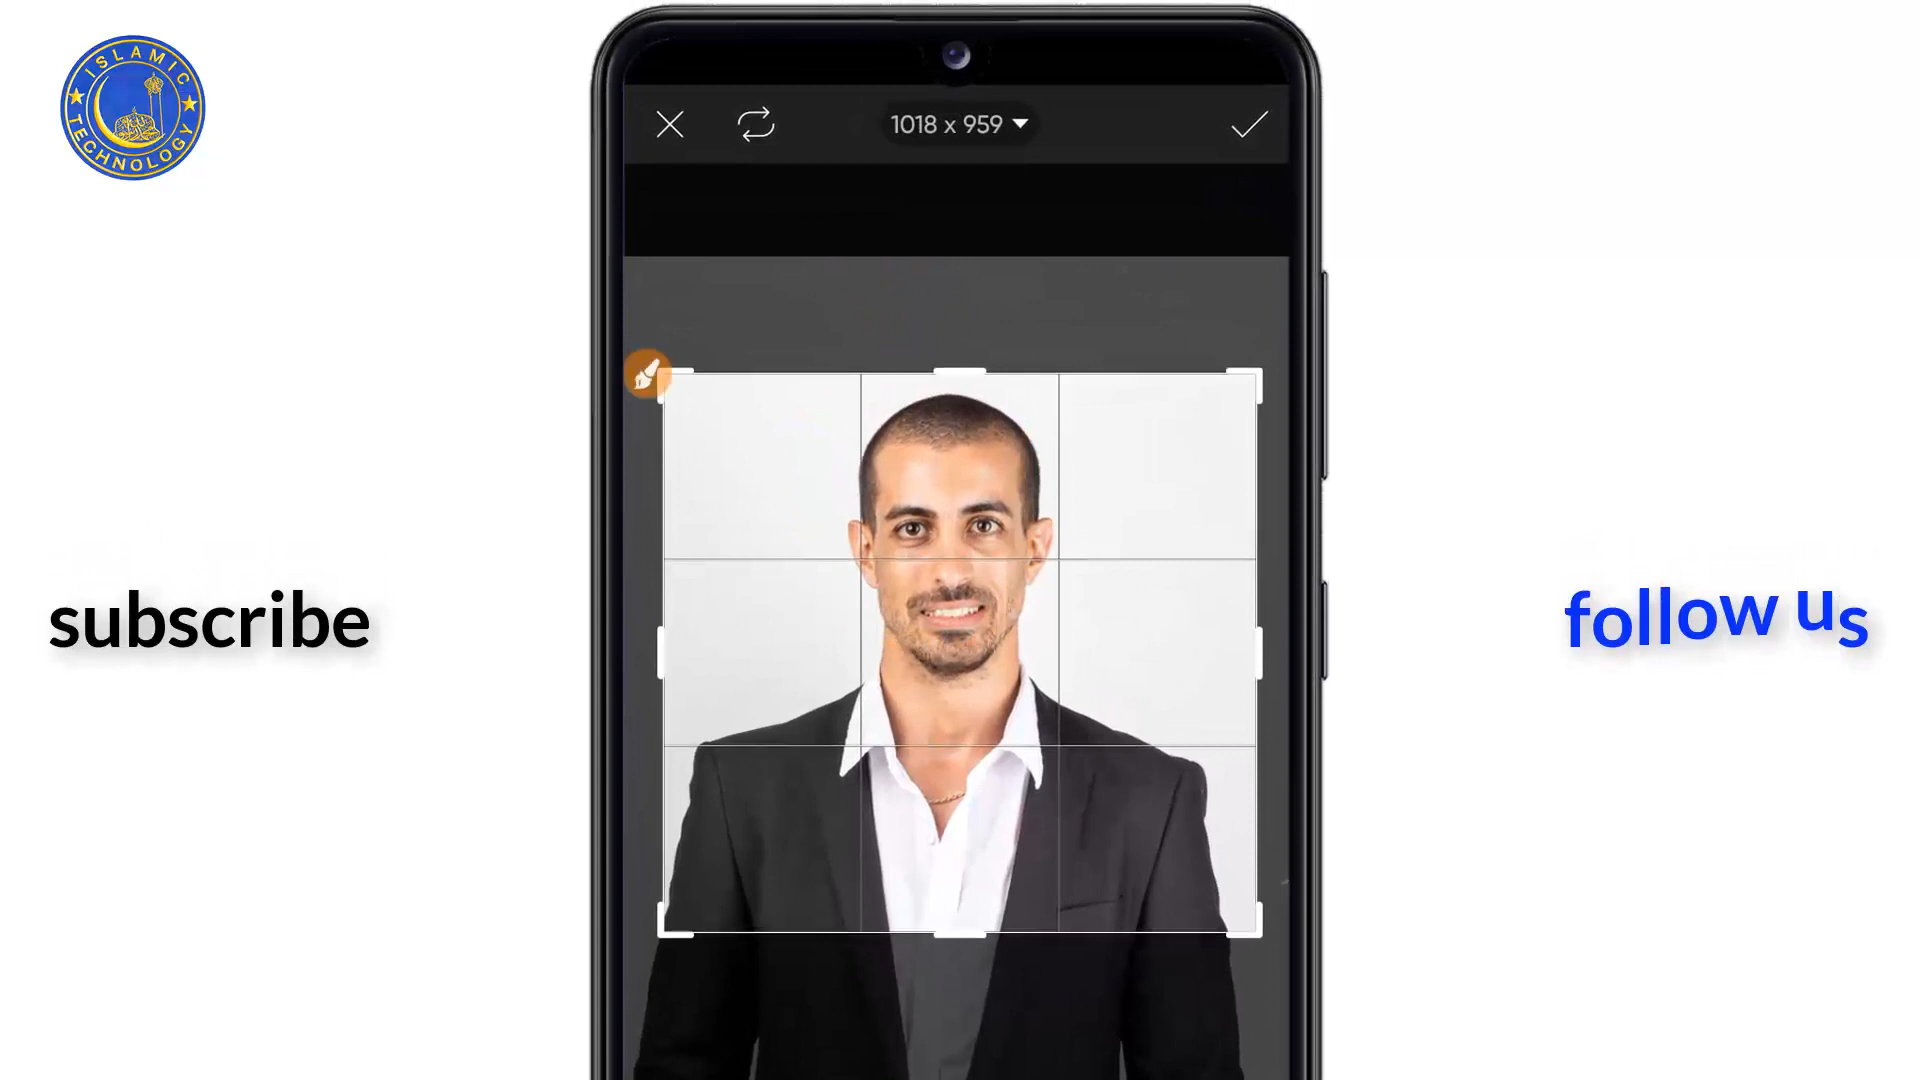 ISLAMIC
TECHNOLOGY
1018 x 959
subscribe
follow us